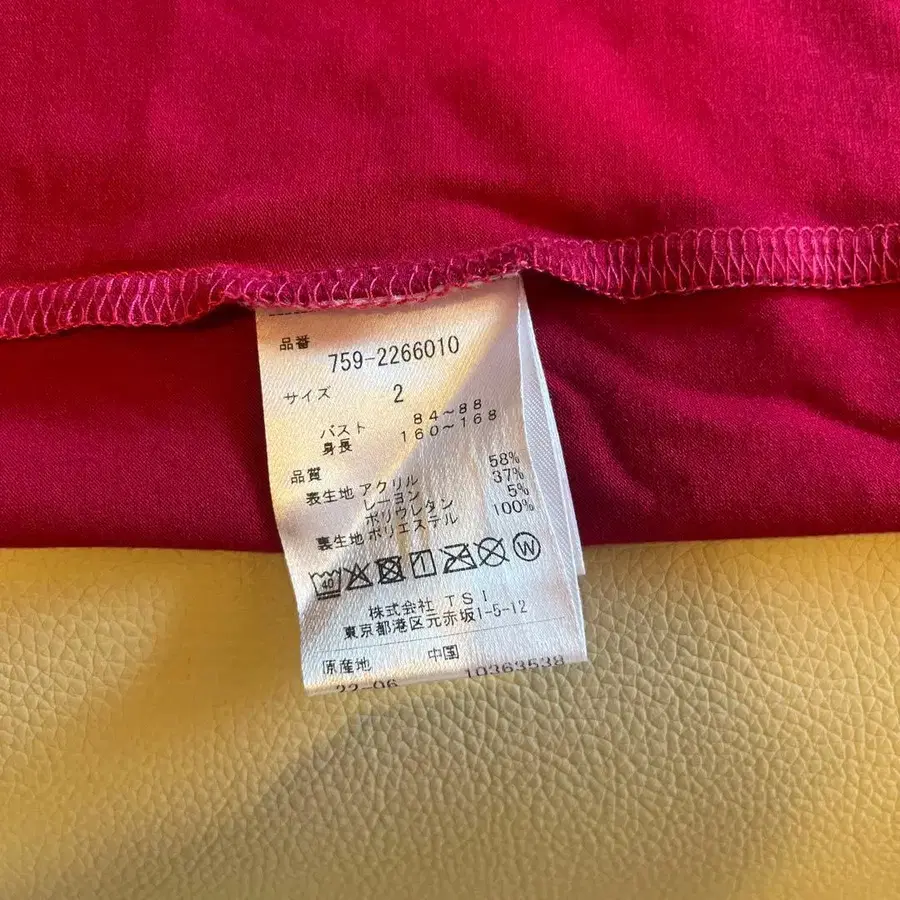 品番
759-2266010
サイズ 2
バスト 84~88
身長 160~168
品質
表生地 アクリル 58%
レーヨン 37%
ポリウレタン 5%
裏生地 ポリエステル 100%
40 W
株式会社 TSI
東京都港区元赤坂1-5-12
原産地 中国
22-06 10363538